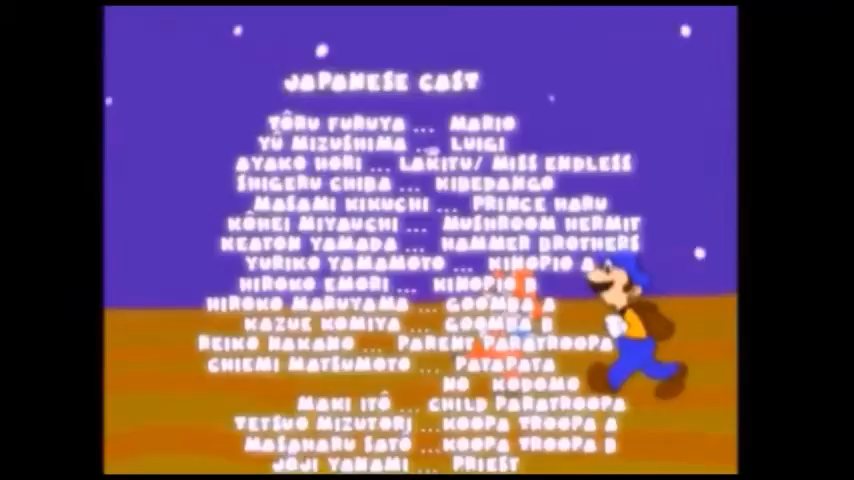 JAPANESE CAST
TÔRU FURUYA ... MARIO
YÛ MIZUSHIMA ... LUIGI
AYAKO HORI ... LAKITU/ MISS ENDLESS
SHIGERU CHIBA ... KIBEDANGO
MASAMI KIKUCHI ... PRINCE HARU
KÔHEI MIYAUCHI ... MUSHROOM HERMIT
KEATON YAMADA ... HAMMER BROTHERS
YURIKO YAMAMOTO ... KINOPIO A
HIROKO EMORI ... KINOPIO B
HIROKO MARUYAMA ... GOOMBA A
KAZUE KOMIYA ... GOOMBA B
REIKO NAKANO ... PARENT PARATROOPA
CHIEMI MATSUMOTO ... PATAPATA
NO KODOMO
MAKI ITÔ ... CHILD PARATROOPA
TETSUO MIZUTORI ...KOOPA TROOPA A
MASAHARU SATÔ ...KOOPA TROOPA B
JÔJI YANAMI ... PRIEST